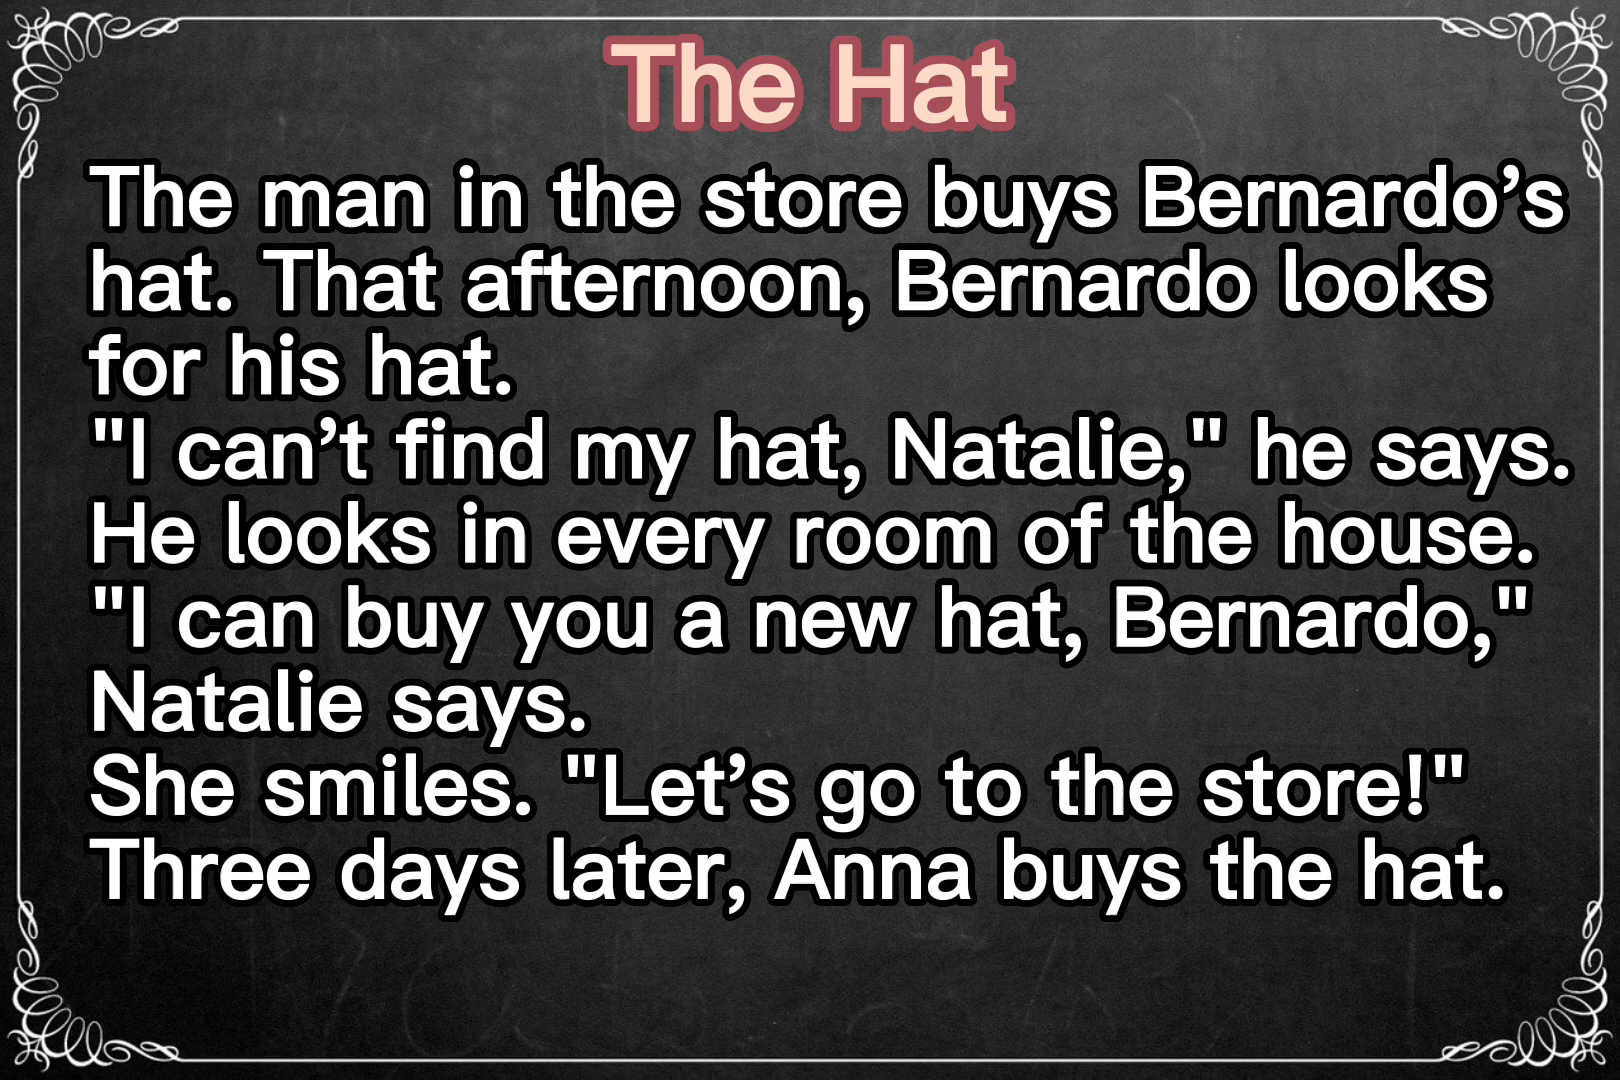 The Hat
The man in the store buys Bernardo’s
hat. That afternoon, Bernardo looks
for his hat.
"I can’t find my hat, Natalie," he says.
He looks in every room of the house.
"I can buy you a new hat, Bernardo,"
Natalie says.
She smiles. "Let’s go to the store!"
Three days later, Anna buys the hat.